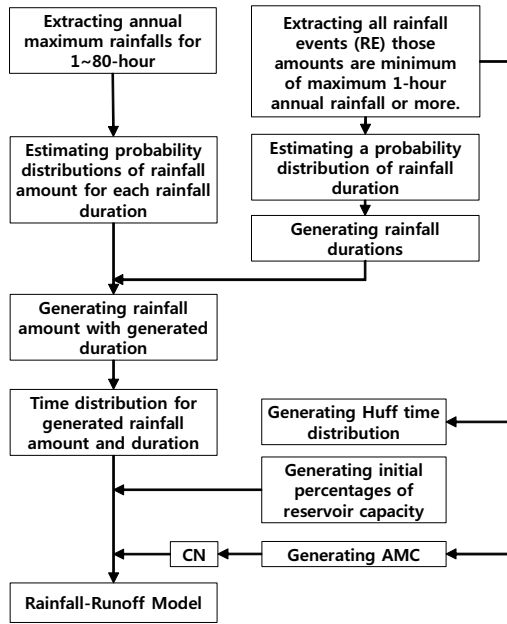 Extracting annual
maximum rainfalls for
1~80-hour
Extracting all rainfall
events (RE) those
amounts are minimum
of maximum 1-hour
annual rainfall or more.
Estimating probability
distributions of rainfall
amount for each rainfall
duration
Estimating a probability
distribution of rainfall
duration
Generating rainfall
durations
Generating rainfall
amount with generated
duration
Time distribution for
generated rainfall
amount and duration
Generating Huff time
distribution
Generating initial
percentages of
reservoir capacity
CN
Generating AMC
Rainfall-Runoff Model